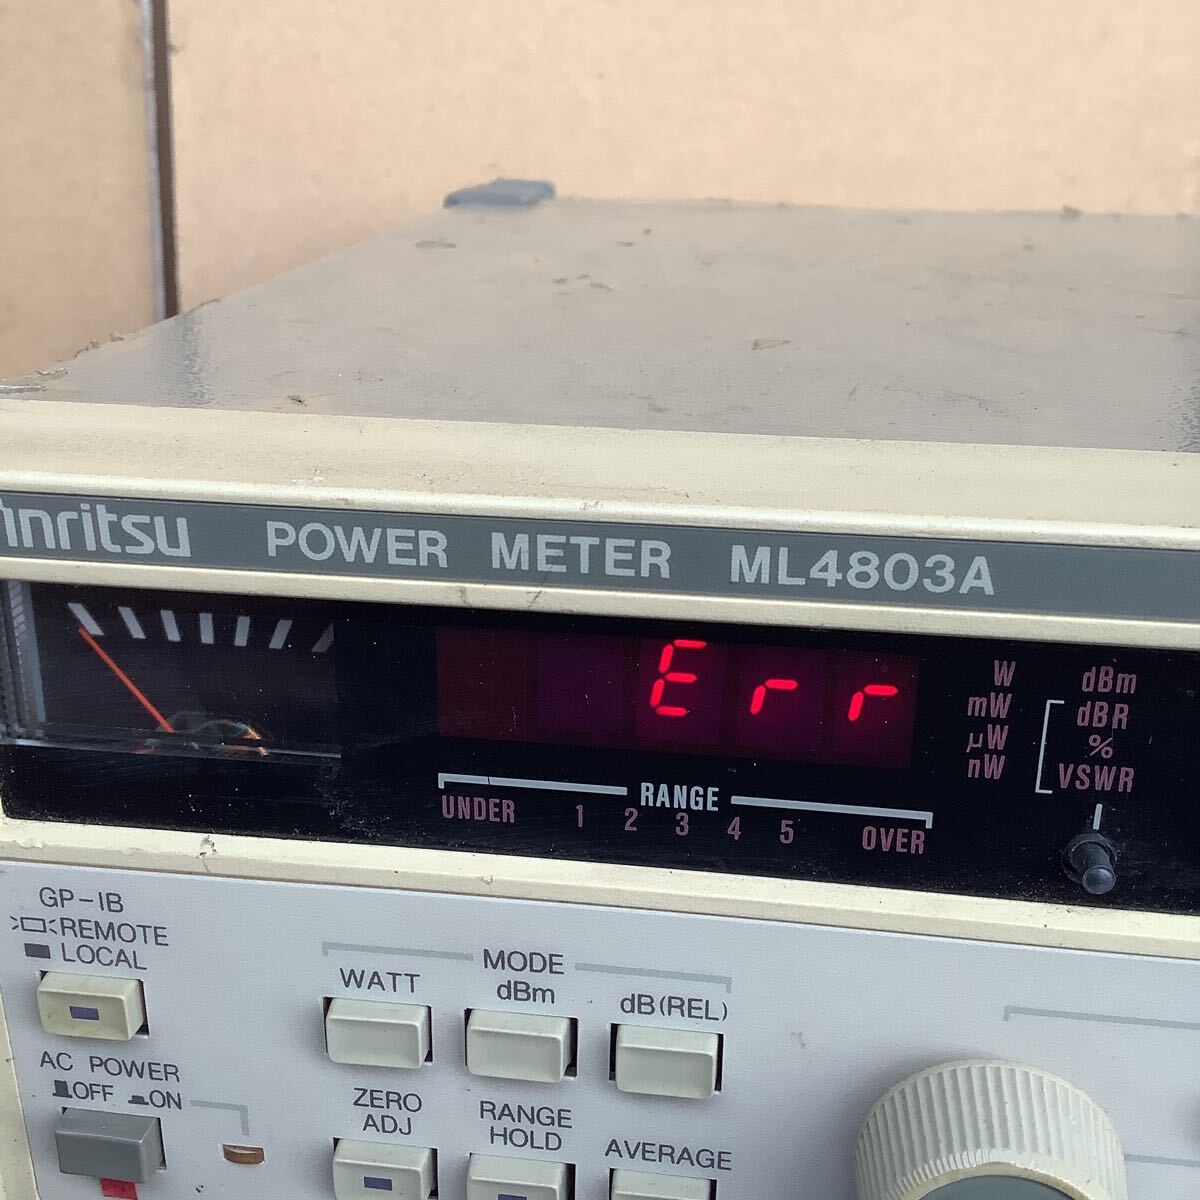 Anritsu POWER METER ML4803A
Err
W
mW
μW
nW
dBm
dBR
%
VSWR
RANGE
UNDER 1 2 3 4 5 OVER
GP-IB
REMOTE
LOCAL
AC POWER
OFF ON
MODE
WATT dBm dB(REL)
ZERO ADJ
RANGE HOLD
AVERAGE